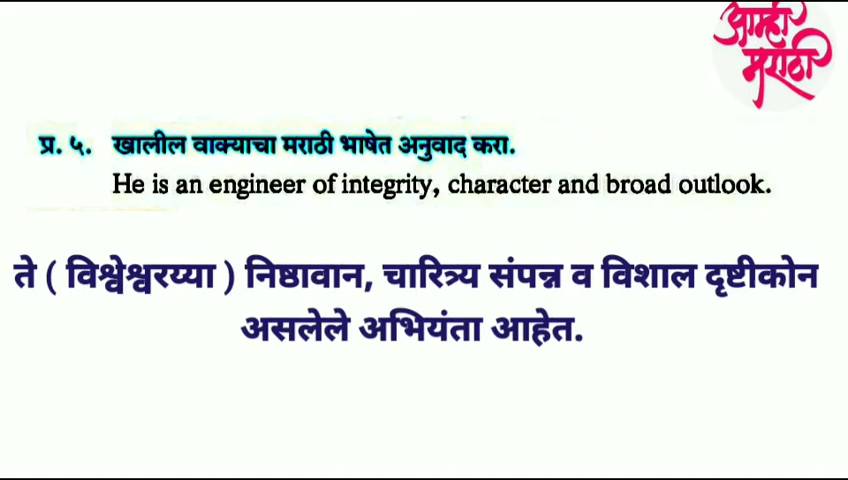 आम्ही
मराठी
प्र. ५. खालील वाक्याचा मराठी भाषेत अनुवाद करा.
He is an engineer of integrity, character and broad outlook.
ते ( विश्वेश्वरय्या ) निष्ठावान, चारित्र्य संपन्न व विशाल दृष्टीकोन
असलेले अभियंता आहेत.